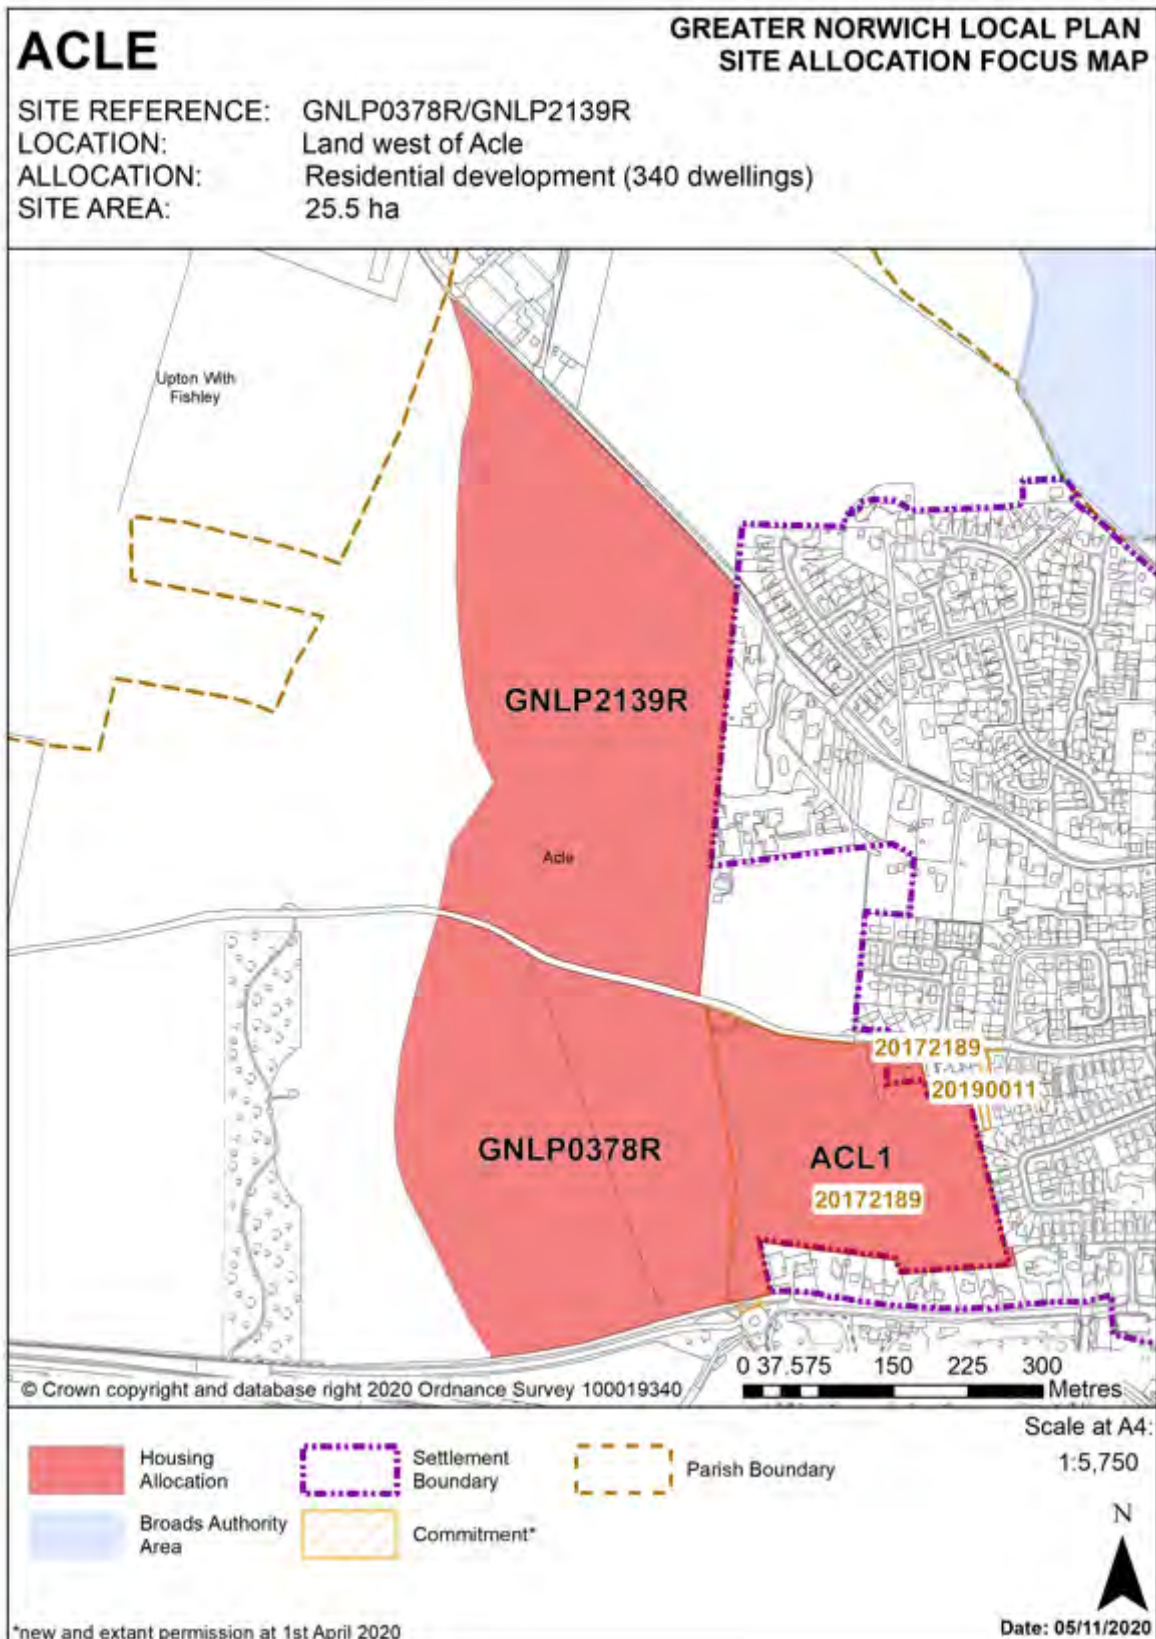 ACLE
GREATER NORWICH LOCAL PLAN
SITE ALLOCATION FOCUS MAP
SITE REFERENCE: GNLP0378R/GNLP2139R
LOCATION: Land west of Acle
ALLOCATION: Residential development (340 dwellings)
SITE AREA: 25.5 ha
Upton With
Fishley
GNLP2139R
Acle
20172189
20190011
GNLP0378R
ACL1
20172189
0 37.575 150 225 300
Metres
© Crown copyright and database right 2020 Ordnance Survey 100019340
Scale at A4:
1:5,750
Housing
Allocation
Settlement
Boundary
Parish Boundary
Broads Authority
Area
Commitment*
N
*new and extant permission at 1st April 2020
Date: 05/11/2020